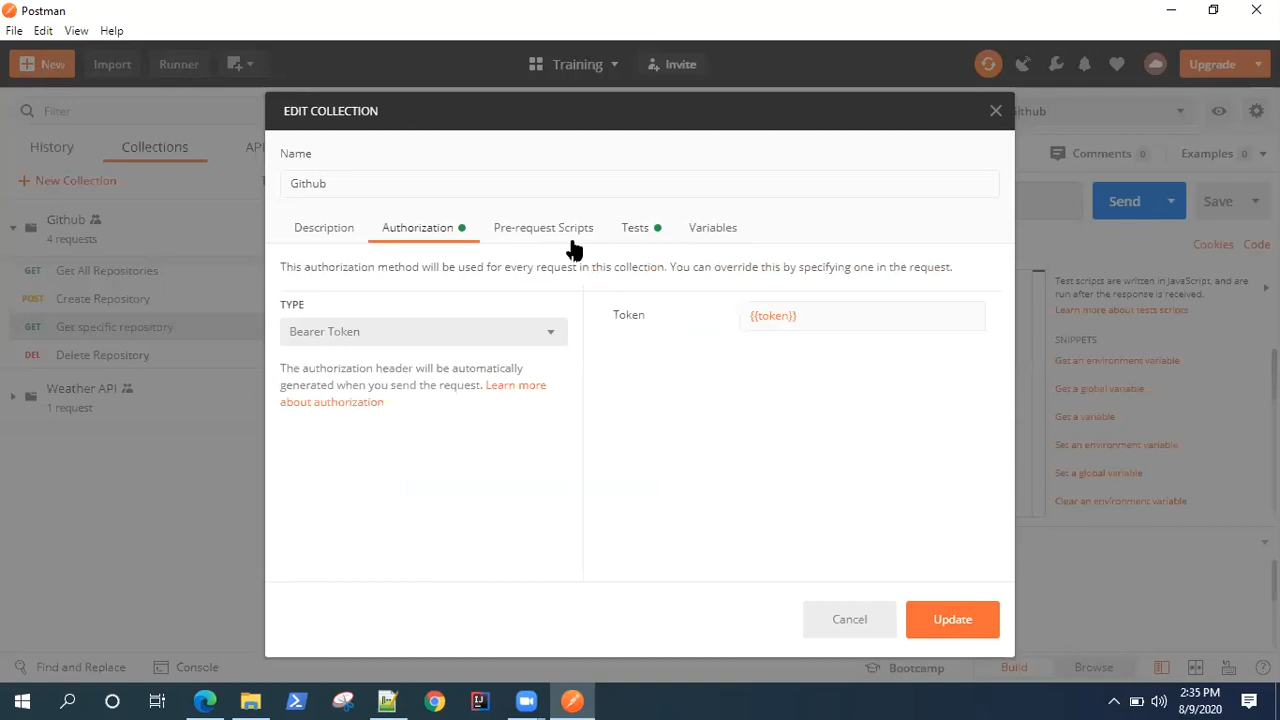 Postman
File Edit View Help
New Import Runner Training Invite Upgrade
Filter
History Collections
New Collection
Github
4 requests
GET Get All Repositories
POST Create Repository
GET Get specific repository
DEL Delete Repository
Weather API
1 request
EDIT COLLECTION
Name
Github
Description Authorization Pre-request Scripts Tests Variables
This authorization method will be used for every request in this collection. You can override this by specifying one in the request.
TYPE
Bearer Token
The authorization header will be automatically
generated when you send the request. Learn more
about authorization
Token {{token}}
Cancel Update
Comments 0 Examples 0
Send Save
Cookies Code
Test scripts are written in JavaScript, and
are run after the response is received.
Learn more about tests scripts
SNIPPETS
Get an environment variable
Get a global variable
Get a variable
Set an environment variable
Set a global variable
Clear an environment variable
Find and Replace Console Bootcamp Build Browse
2:35 PM
8/9/2020